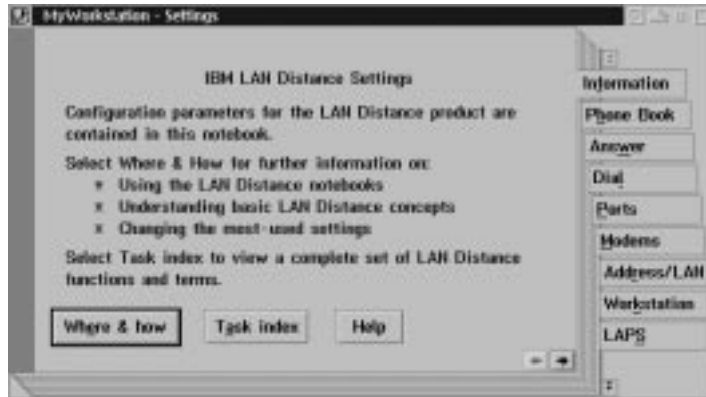 MyWorkstation - Settings
IBM LAN Distance Settings
Configuration parameters for the LAN Distance product are
contained in this notebook.
Select Where & How for further information on:
* Using the LAN Distance notebooks
* Understanding basic LAN Distance concepts
* Changing the most-used settings
Select Task index to view a complete set of LAN Distance
functions and terms.
Where & how
Task index
Help
Information
Phone Book
Answer
Dial
Ports
Modems
Address/LAN
Workstation
LAPS